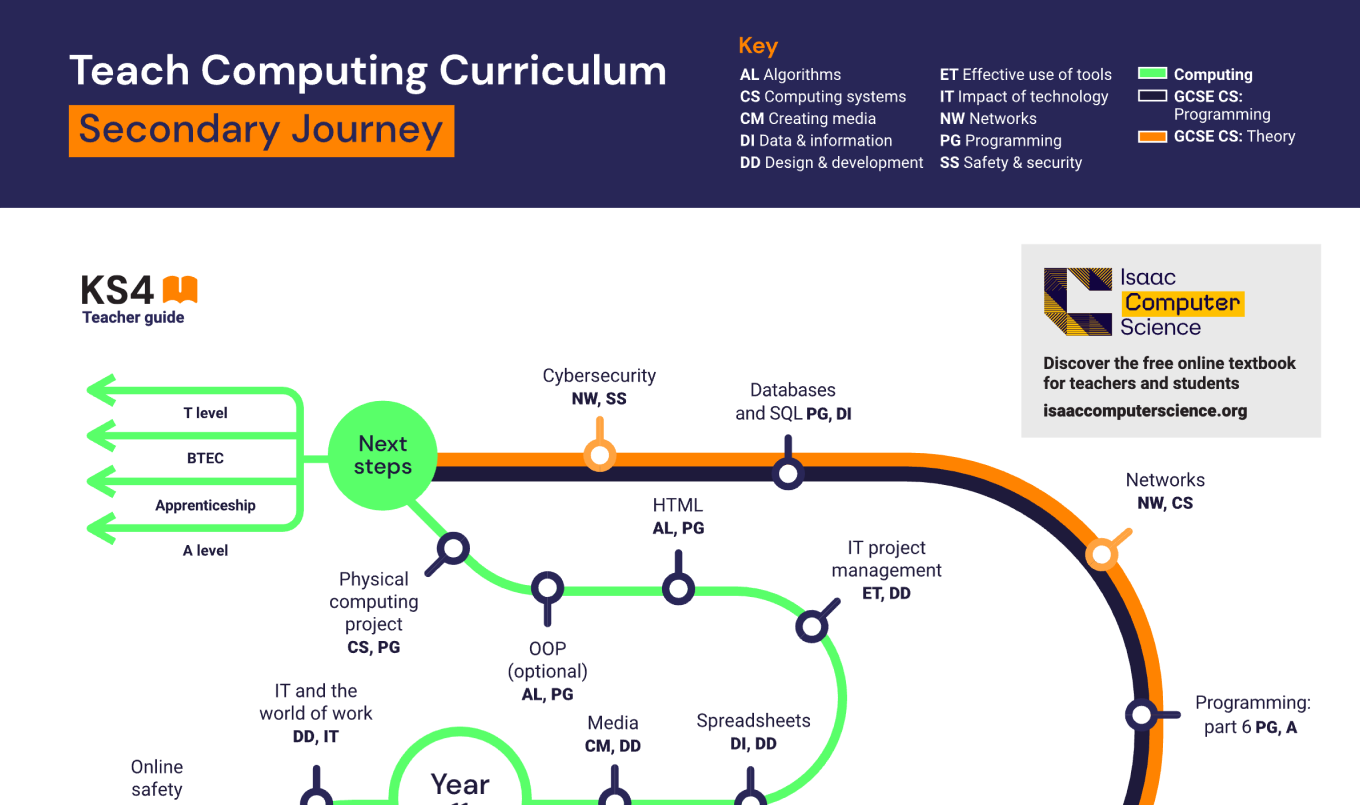 Teach Computing Curriculum
Secondary Journey
Key
AL Algorithms
CS Computing systems
CM Creating media
DI Data & information
DD Design & development
ET Effective use of tools
IT Impact of technology
NW Networks
PG Programming
SS Safety & security
Computing
GCSE CS:
Programming
GCSE CS: Theory
KS4
Teacher guide
Isaac
Computer
Science
Discover the free online textbook
for teachers and students
isaaccomputerscience.org
T level
BTEC
Apprenticeship
A level
Next
steps
Cybersecurity
NW, SS
Databases
and SQL PG, DI
Networks
NW, CS
HTML
AL, PG
IT project
management
ET, DD
Physical
computing
project
CS, PG
OOP
(optional)
AL, PG
IT and the
world of work
DD, IT
Media
CM, DD
Spreadsheets
DI, DD
Programming:
part 6 PG, A
Online
safety
Year